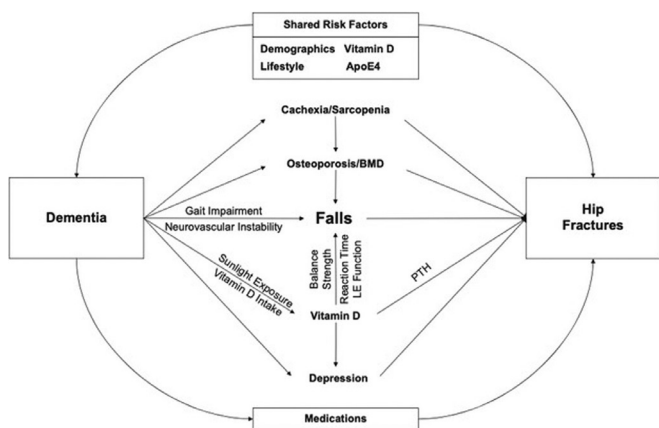 Shared Risk Factors
Demographics Vitamin D
Lifestyle ApoE4
Cachexia/Sarcopenia
Osteoporosis/BMD
Dementia
Gait Impairment
Neurovascular Instability
Falls
Hip
Fractures
Sunlight Exposure
Vitamin D Intake
Balance
Strength
Reaction Time
LE Function
PTH
Vitamin D
Depression
Medications